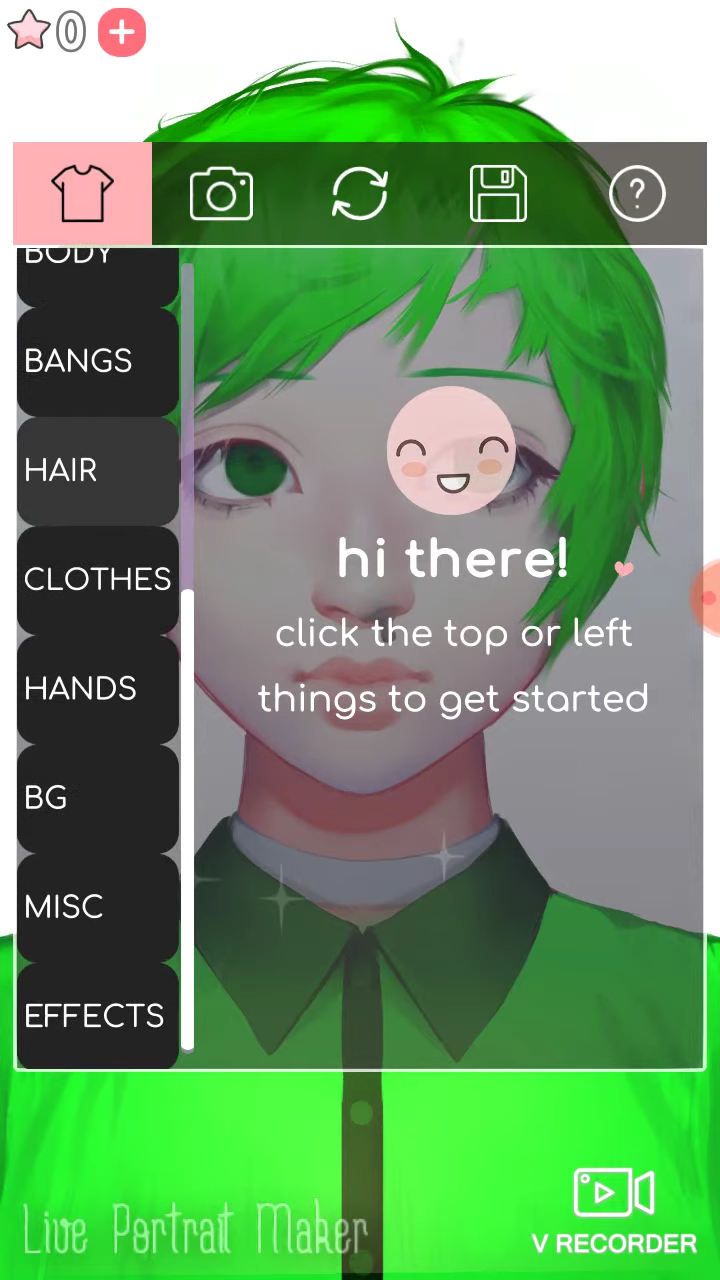 0
BODY
BANGS
HAIR
CLOTHES
HANDS
BG
MISC
EFFECTS
hi there!
click the top or left
things to get started
Live Portrait Maker
V RECORDER